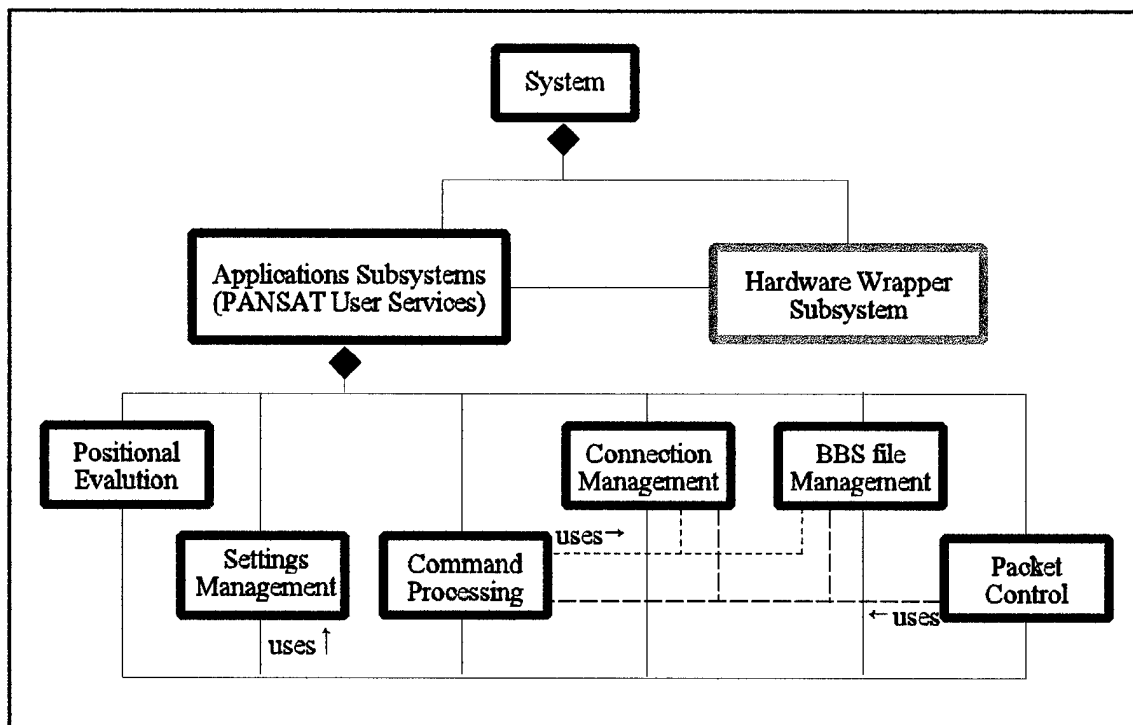 System
Applications Subsystems
(PANSAT User Services)
Hardware Wrapper
Subsystem
Positional
Evalution
Connection
Management
BBS file
Management
uses→
Settings
Management
Command
Processing
Packet
Control
←uses
uses↑